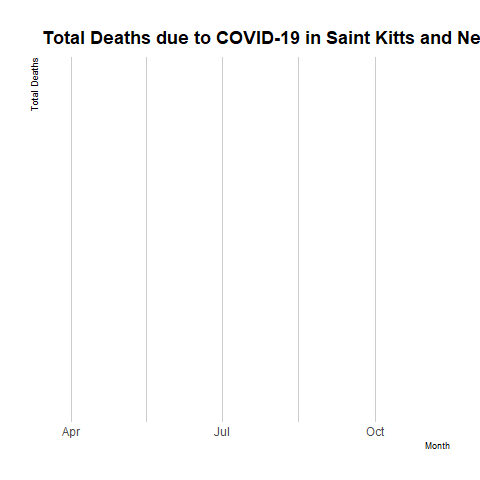 Total Deaths due to COVID-19 in Saint Kitts and Ne
Total Deaths
Apr Jul Oct
Month